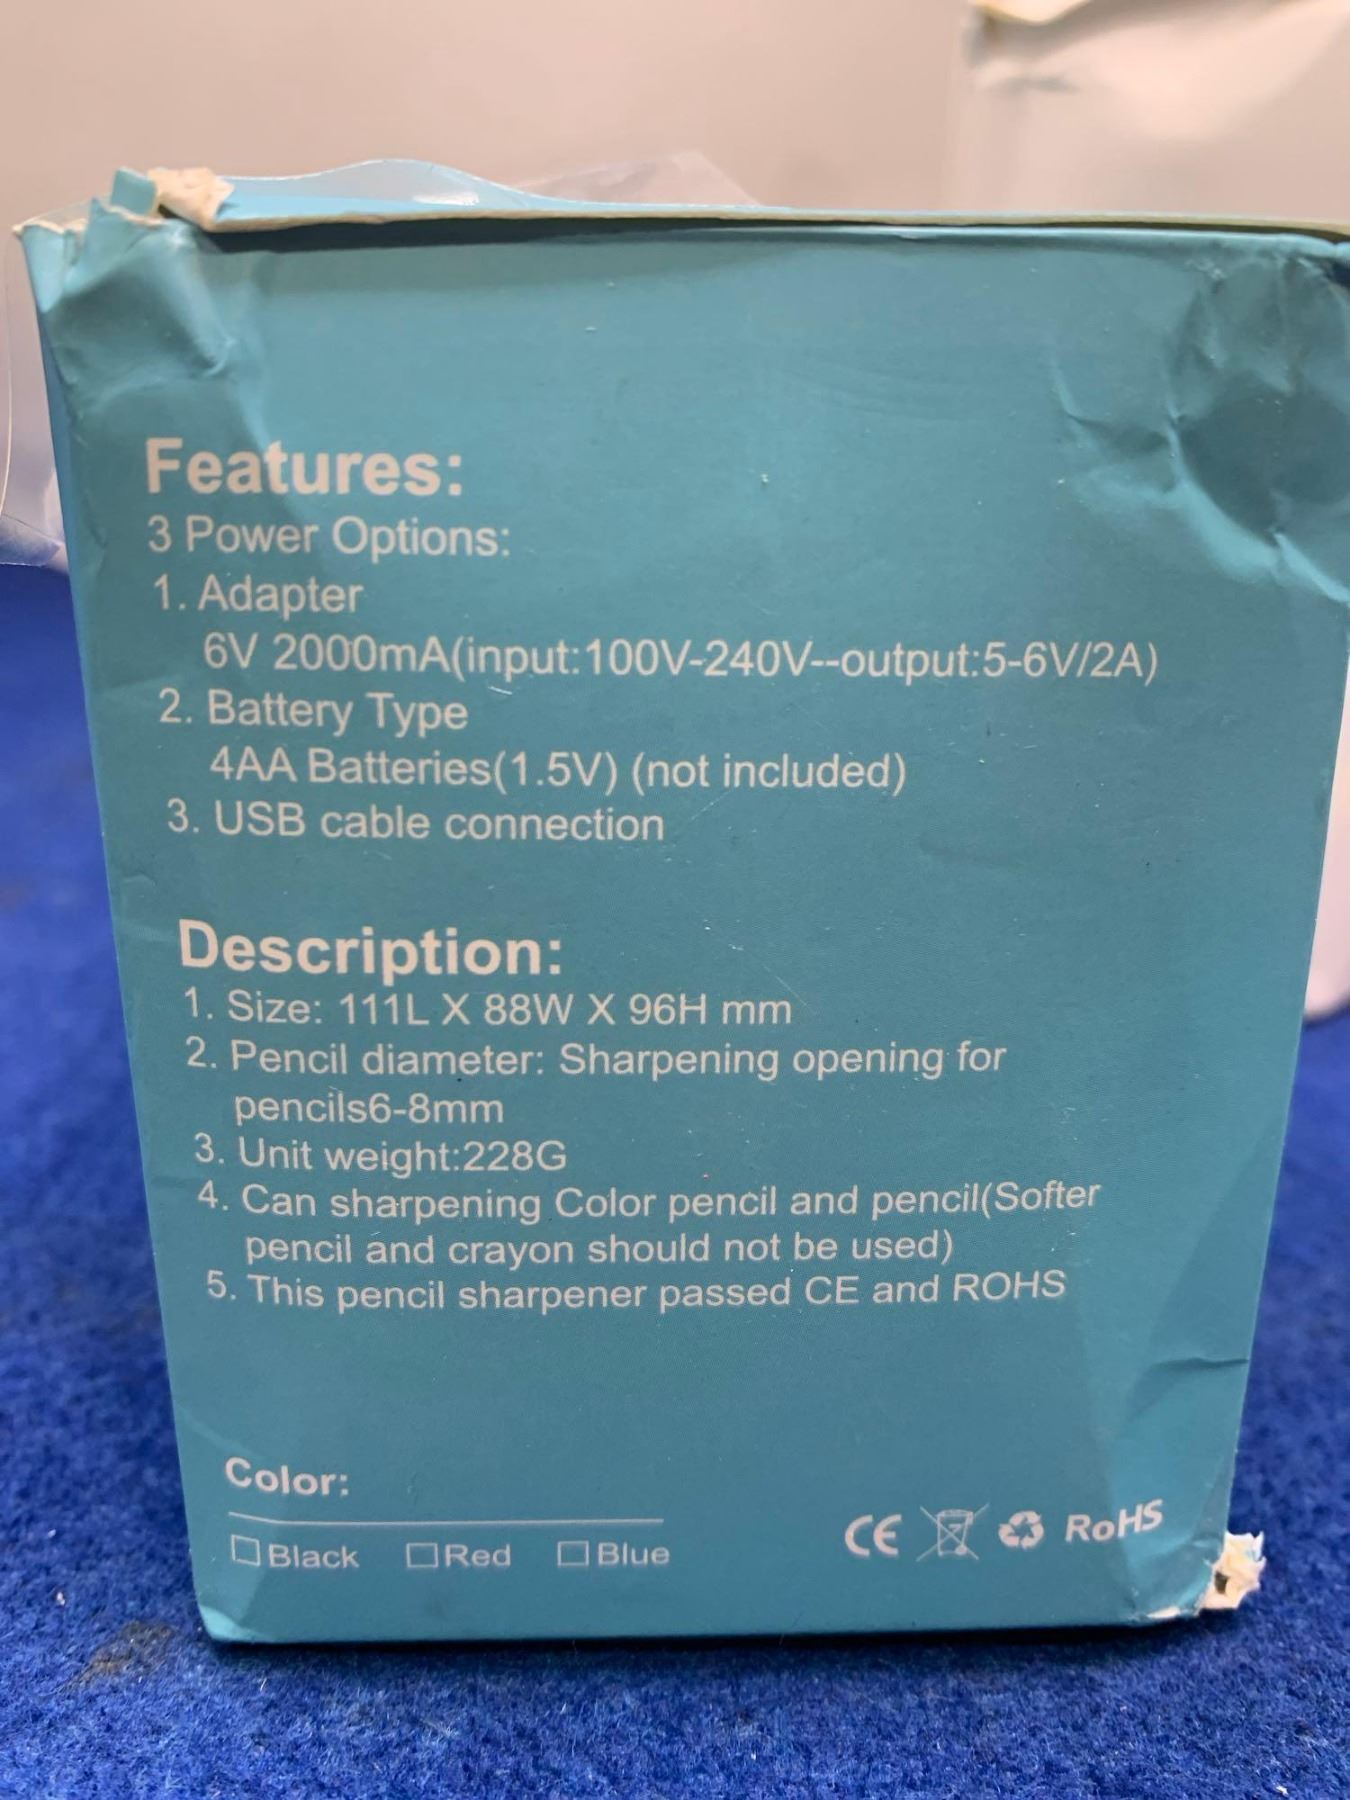 Features:
3 Power Options:
1. Adapter
6V 2000mA(input:100V-240V--output:5-6V/2A)
2. Battery Type
4AA Batteries(1.5V) (not included)
3. USB cable connection
Description:
1. Size: 111L X 88W X 96H mm
2. Pencil diameter: Sharpening opening for
pencils6-8mm
3. Unit weight:228G
4. Can sharpening Color pencil and pencil(Softer
pencil and crayon should not be used)
5. This pencil sharpener passed CE and ROHS
Color:
Black Red Blue
CE RoHS